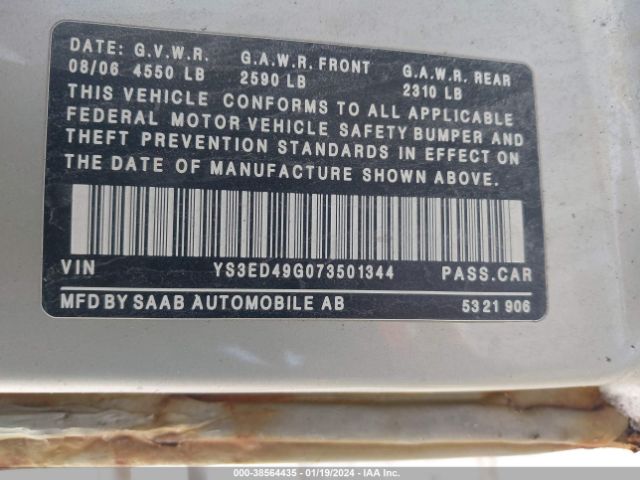 DATE: G.V.W.R. G.A.W.R. FRONT G.A.W.R. REAR
08/06 4550 LB 2590 LB 2310 LB
THIS VEHICLE CONFORMS TO ALL APPLICABLE
FEDERAL MOTOR VEHICLE SAFETY BUMPER AND
THEFT PREVENTION STANDARDS IN EFFECT ON
THE DATE OF MANUFACTURE SHOWN ABOVE.
VIN YS3ED49G073501344 PASS.CAR
MFD BY SAAB AUTOMOBILE AB 5321 906
000-38564435 - 01/19/2024 - IAA Inc.